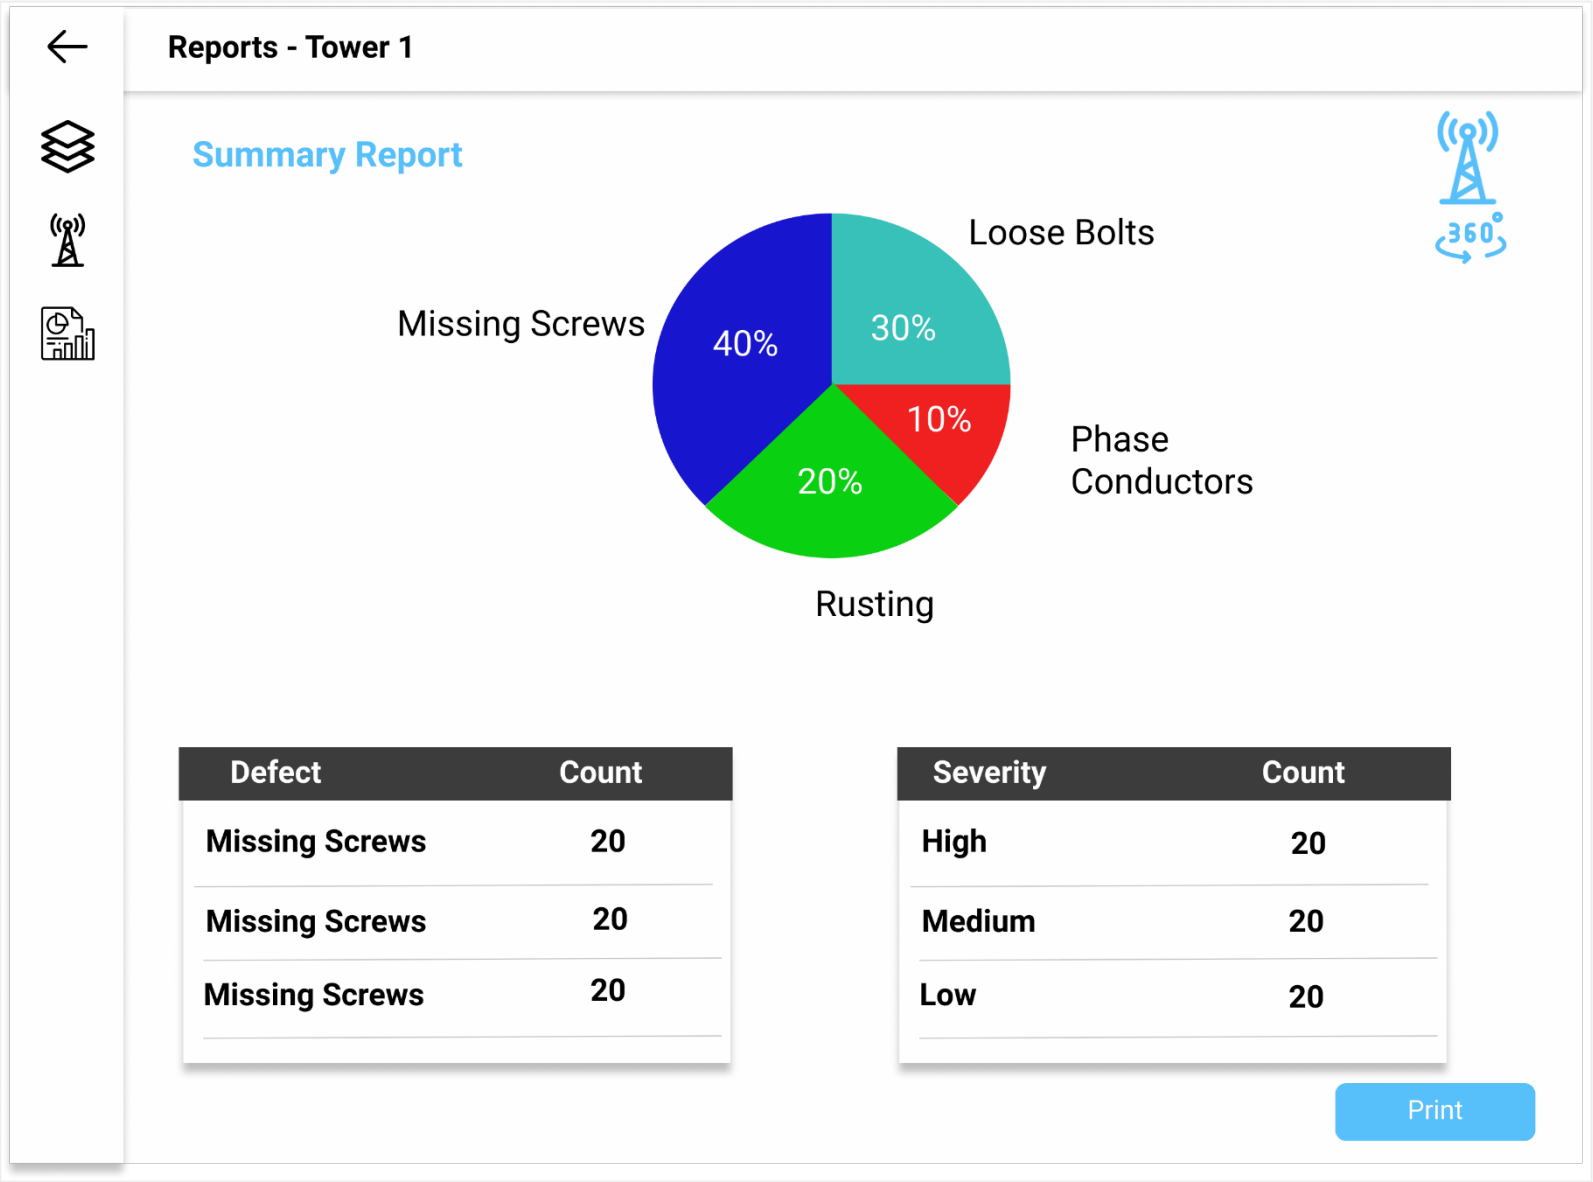 Reports - Tower 1
Summary Report
360°
Loose Bolts
Missing Screws
40%
30%
10%
20%
Phase
Conductors
Rusting
Defect Count
Missing Screws 20
Missing Screws 20
Missing Screws 20
Severity Count
High 20
Medium 20
Low 20
Print